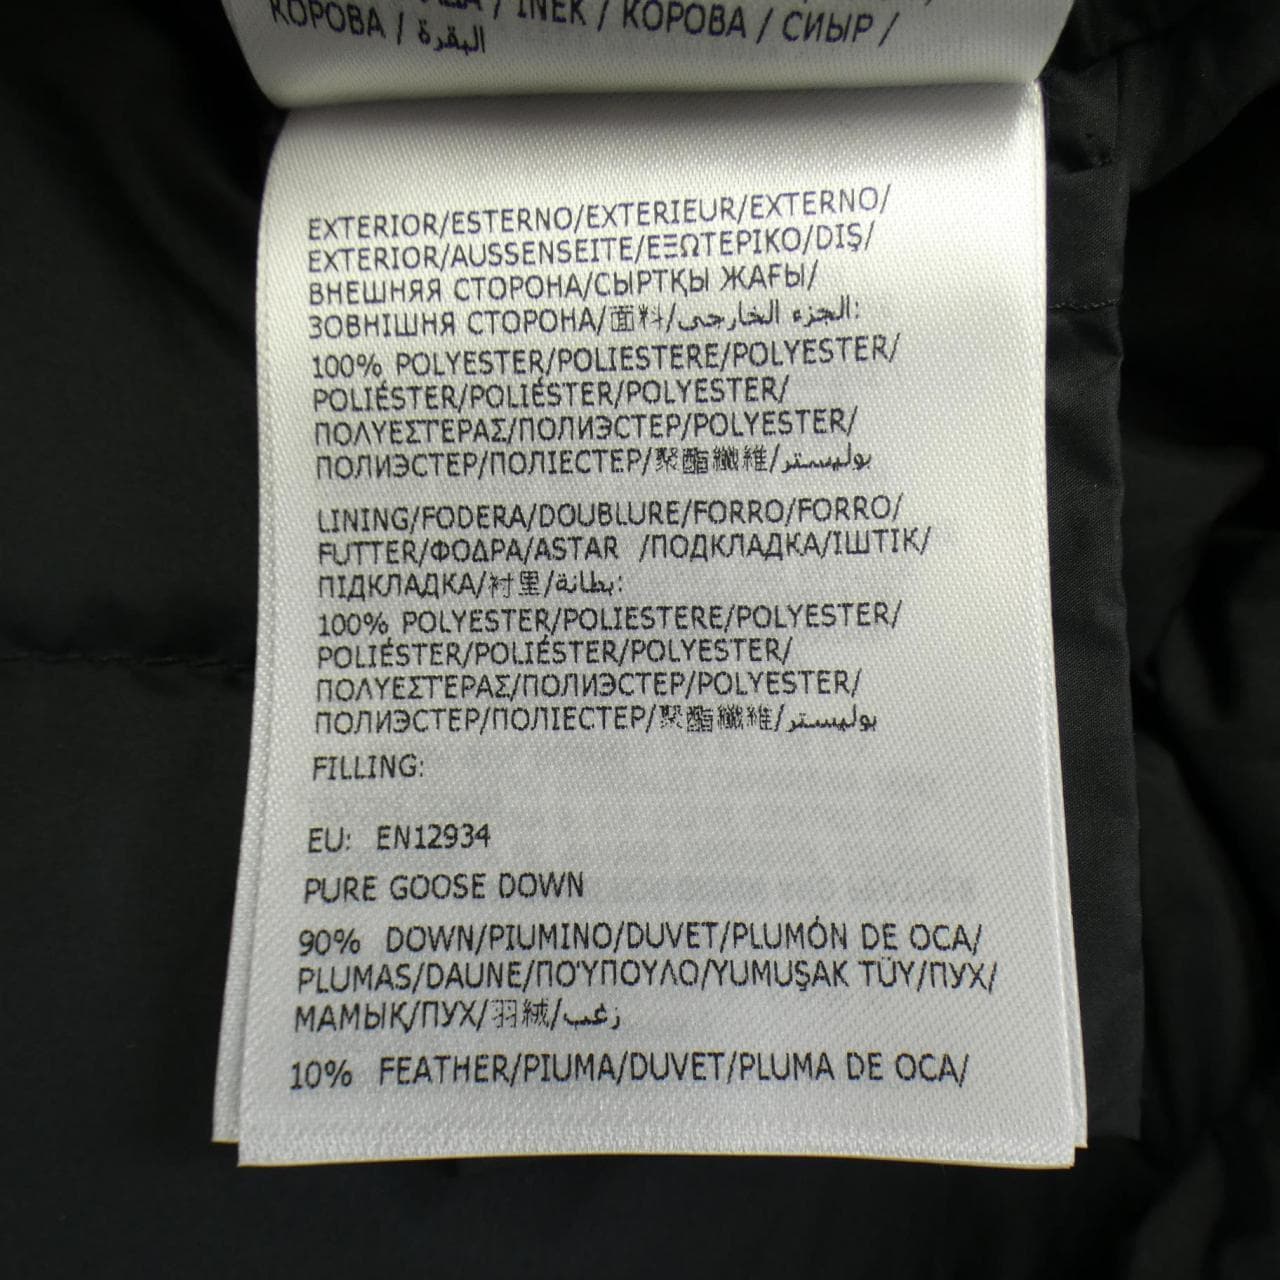 INEK / КОРОВА / СИЫР /
КОРОВА / البقرة
EXTERIOR/ESTERNO/EXTERIEUR/EXTERNO/
EXTERIOR/AUSSENSEITE/ΕΞΩΤΕΡΙΚΟ/DIŞ/
ВНЕШНЯЯ СТОРОНА/СЫРТҚЫ ЖАҒЫ/
ЗОВНІШНЯ СТОРОНА/面料/الجزء الخارجى:
100% POLYESTER/POLIESTERE/POLYESTER/
POLIÉSTER/POLIÉSTER/POLYESTER/
ΠΟΛΥΕΣΤΕΡΑΣ/ПОЛИЭСТЕР/POLYESTER/
ПОЛИЭСТЕР/ПОЛІЕСТЕР/聚酯纖維/بوليستر
LINING/FODERA/DOUBLURE/FORRO/FORRO/
FUTTER/ΦΟΔΡΑ/ASTAR /ПОДКЛАДКА/ІШТІК/
ПІДКЛАДКА/衬里/بطانة:
100% POLYESTER/POLIESTERE/POLYESTER/
POLIÉSTER/POLIÉSTER/POLYESTER/
ΠΟΛΥΕΣΤΕΡΑΣ/ПОЛИЭСТЕР/POLYESTER/
ПОЛИЭСТЕР/ПОЛІЕСТЕР/聚酯纖維/بوليستر
FILLING:
EU: EN12934
PURE GOOSE DOWN
90% DOWN/PIUMINO/DUVET/PLUMÓN DE OCA/
PLUMAS/DAUNE/ΠΟΎΠΟΥΛΟ/YUMUŞAK TÜY/ПУХ/
МАМЫҚ/ПУХ/羽絨/زغب
10% FEATHER/PIUMA/DUVET/PLUMA DE OCA/